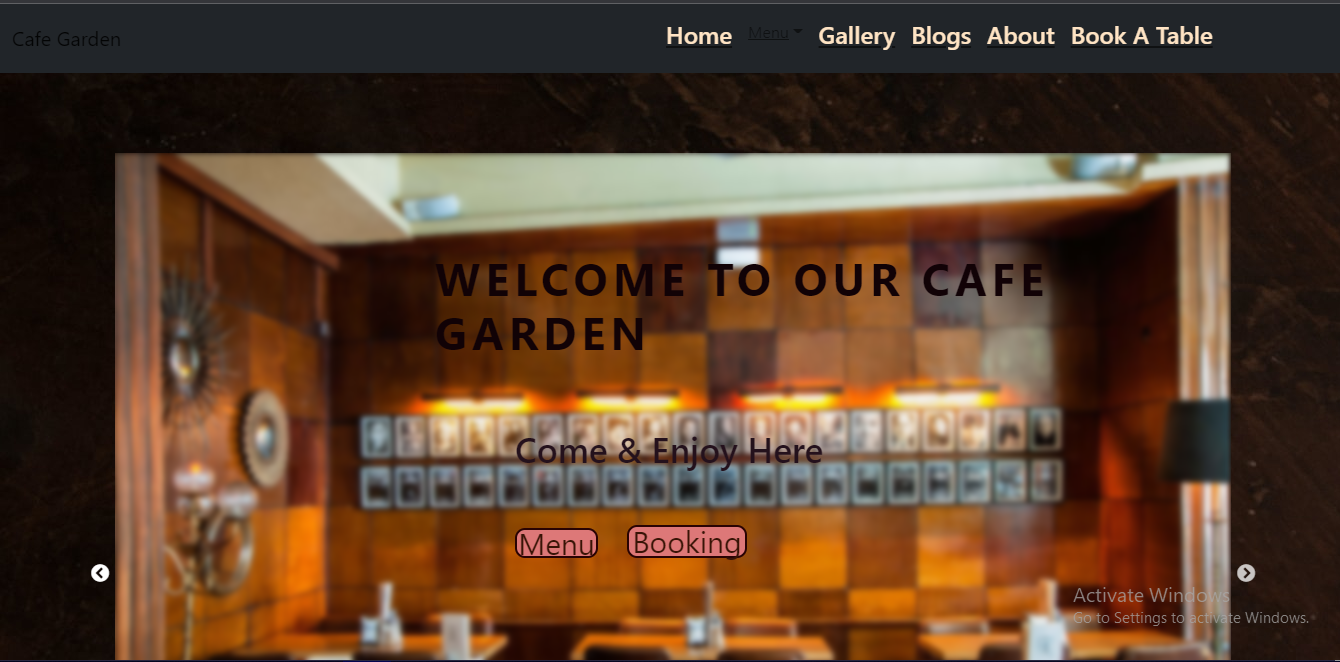 Cafe Garden
Home Menu Gallery Blogs About Book A Table
WELCOME TO OUR CAFE
GARDEN
Come & Enjoy Here
Menu Booking
Activate Windows
Go to Settings to activate Windows.